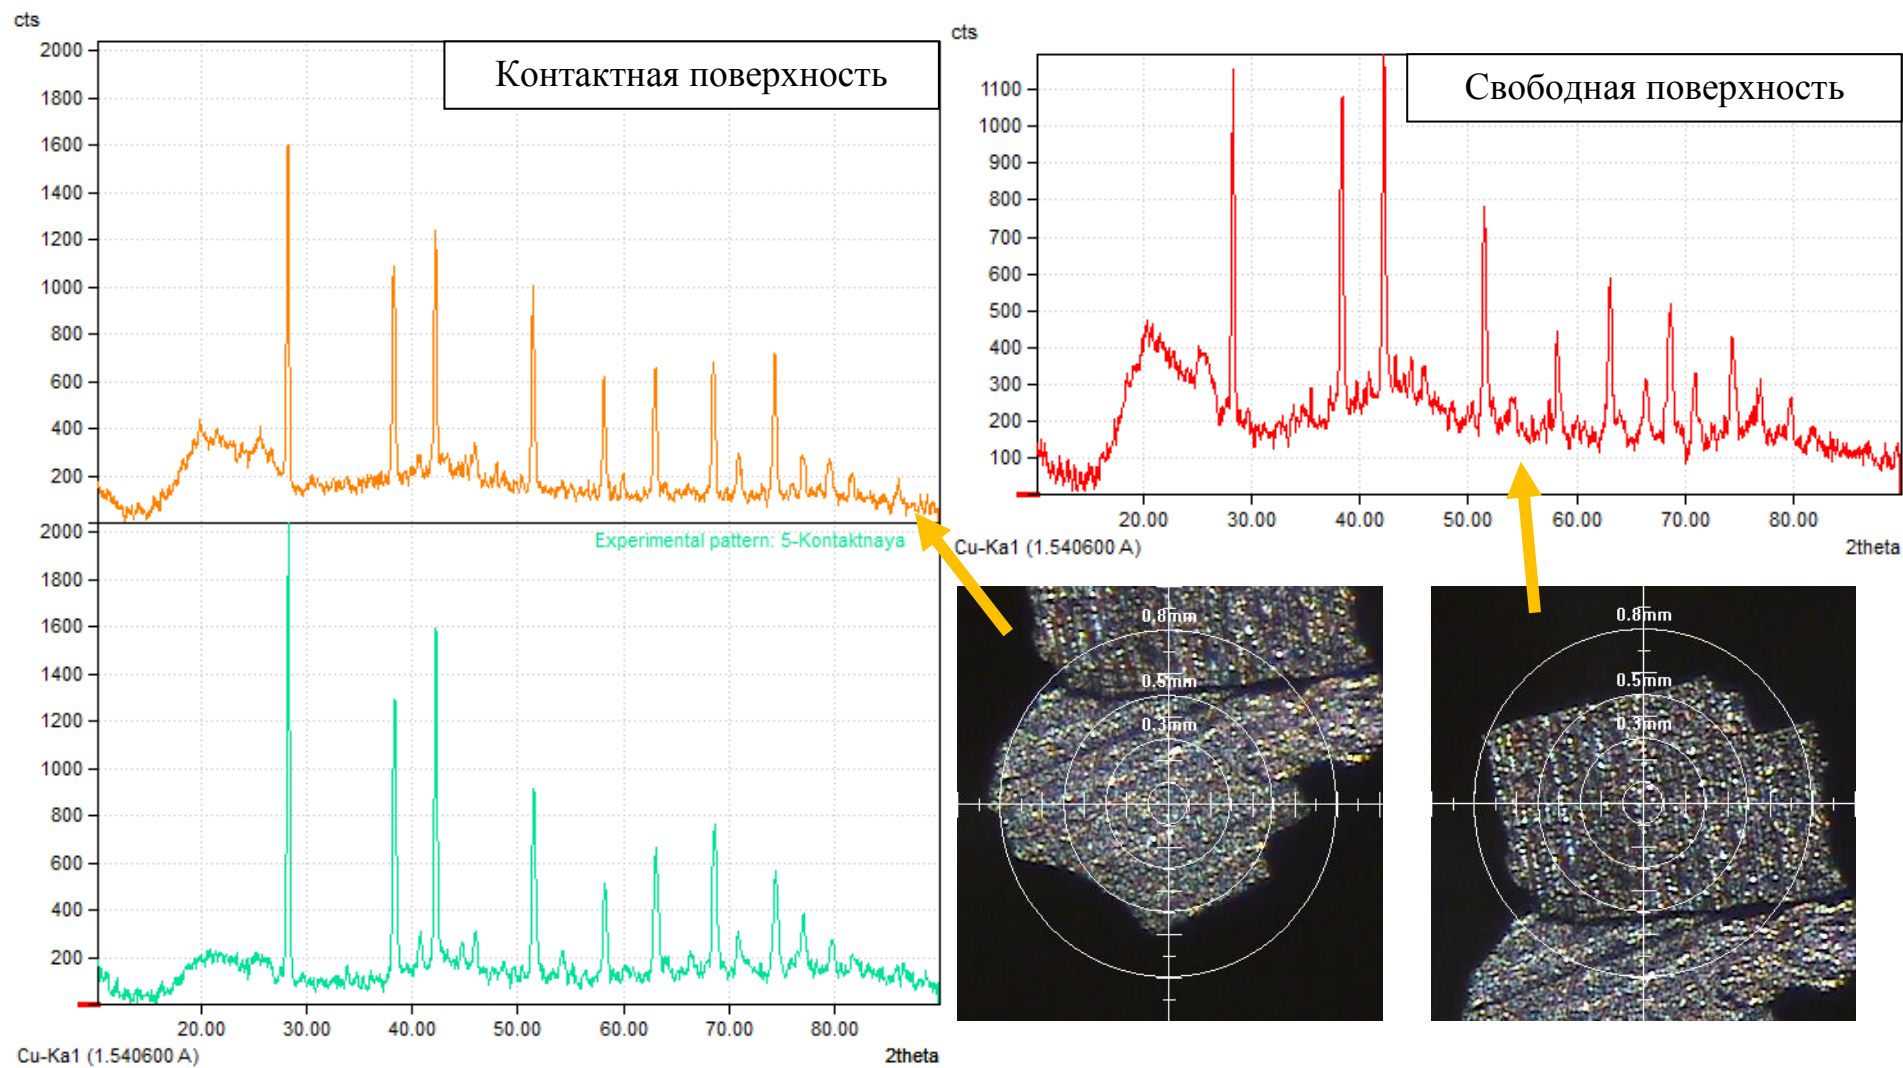 cts
Контактная поверхность
2000
1800
1600
1400
1200
1000
800
600
400
200
Experimental pattern: 5-Kontaktnaya
2000
1800
1600
1400
1200
1000
800
600
400
200
20.00 30.00 40.00 50.00 60.00 70.00 80.00
Cu-Ka1 (1.540600 A) 2theta
cts
Свободная поверхность
1100
1000
900
800
700
600
500
400
300
200
100
20.00 30.00 40.00 50.00 60.00 70.00 80.00
Cu-Ka1 (1.540600 A) 2theta
0.8mm
0.5mm
0.3mm
0.8mm
0.5mm
0.3mm